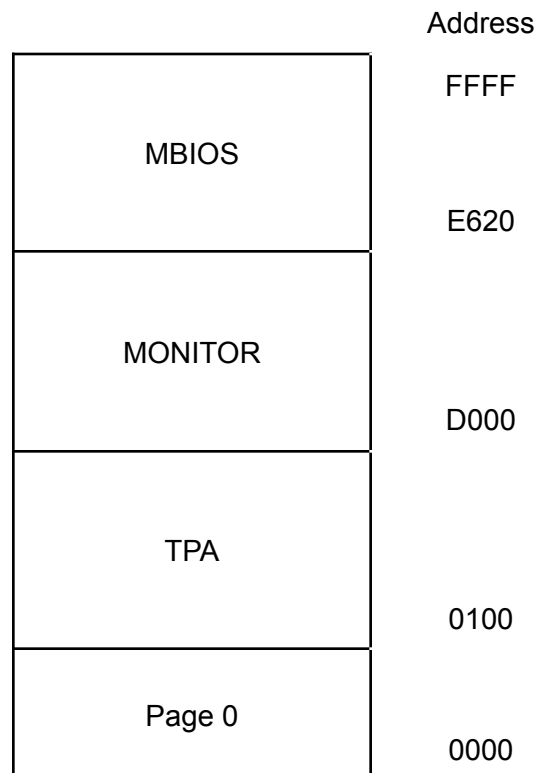 Address
FFFF
MBIOS
E620
MONITOR
D000
TPA
0100
Page 0
0000